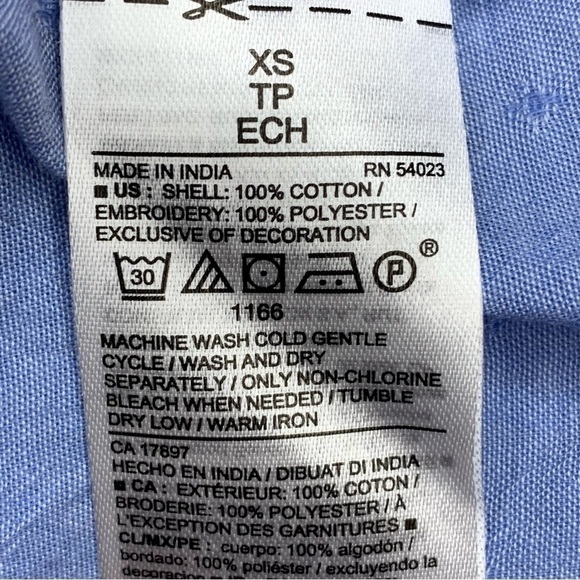 XS
TP
ECH
MADE IN INDIA RN 54023
■ US : SHELL: 100% COTTON /
EMBROIDERY: 100% POLYESTER /
EXCLUSIVE OF DECORATION
30 P ®
1166
MACHINE WASH COLD GENTLE
CYCLE / WASH AND DRY
SEPARATELY / ONLY NON-CHLORINE
BLEACH WHEN NEEDED / TUMBLE
DRY LOW / WARM IRON
CA 17897
HECHO EN INDIA / DIBUAT DI INDIA
■ CA : EXTÉRIEUR: 100% COTON /
BRODERIE: 100% POLYESTER / À
L'EXCEPTION DES GARNITURES ■
CL/MX/PE : cuerpo: 100% algodón /
bordado: 100% poliéster / excluyendo la